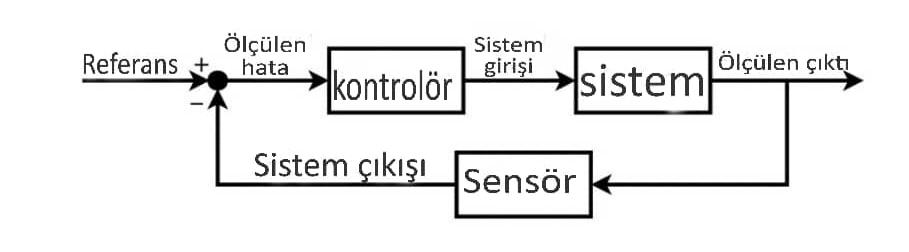 Referans
+
−
Ölçülen
hata
kontrolör
Sistem
girişi
sistem
Ölçülen çıktı
Sistem çıkışı
Sensör